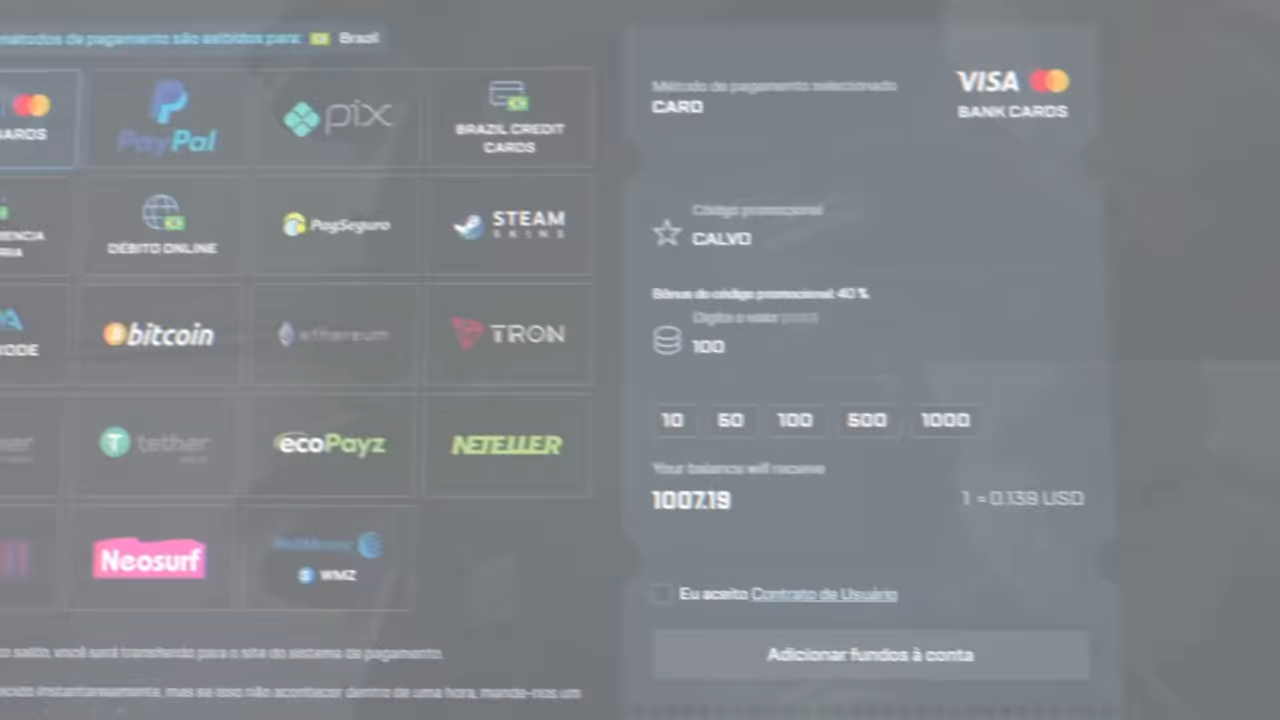 métodos de pagamento são exibidos para: Brazil
CARDS
PayPal
pix
BRAZIL CREDIT
CARDS
DÉBITO ONLINE
PagSeguro
STEAM
SKINS
bitcoin
ethereum
TRON
tether
ecoPayz
NETELLER
Neosurf
WebMoney
WMZ
Método de pagamento selecionado
CARD
VISA
BANK CARDS
Código promocional
CALVO
Bônus do código promocional: 40 %
Digite o valor
100
10 50 100 500 1000
Your balance will receive
1007.19
1 = 0.139 USD
Eu aceito Contrato de Usuário
Adicionar fundos à conta
saldo, você será transferido para o site do sistema de pagamento.
instantaneamente, mas se isso não acontecer dentro de uma hora, mande-nos um